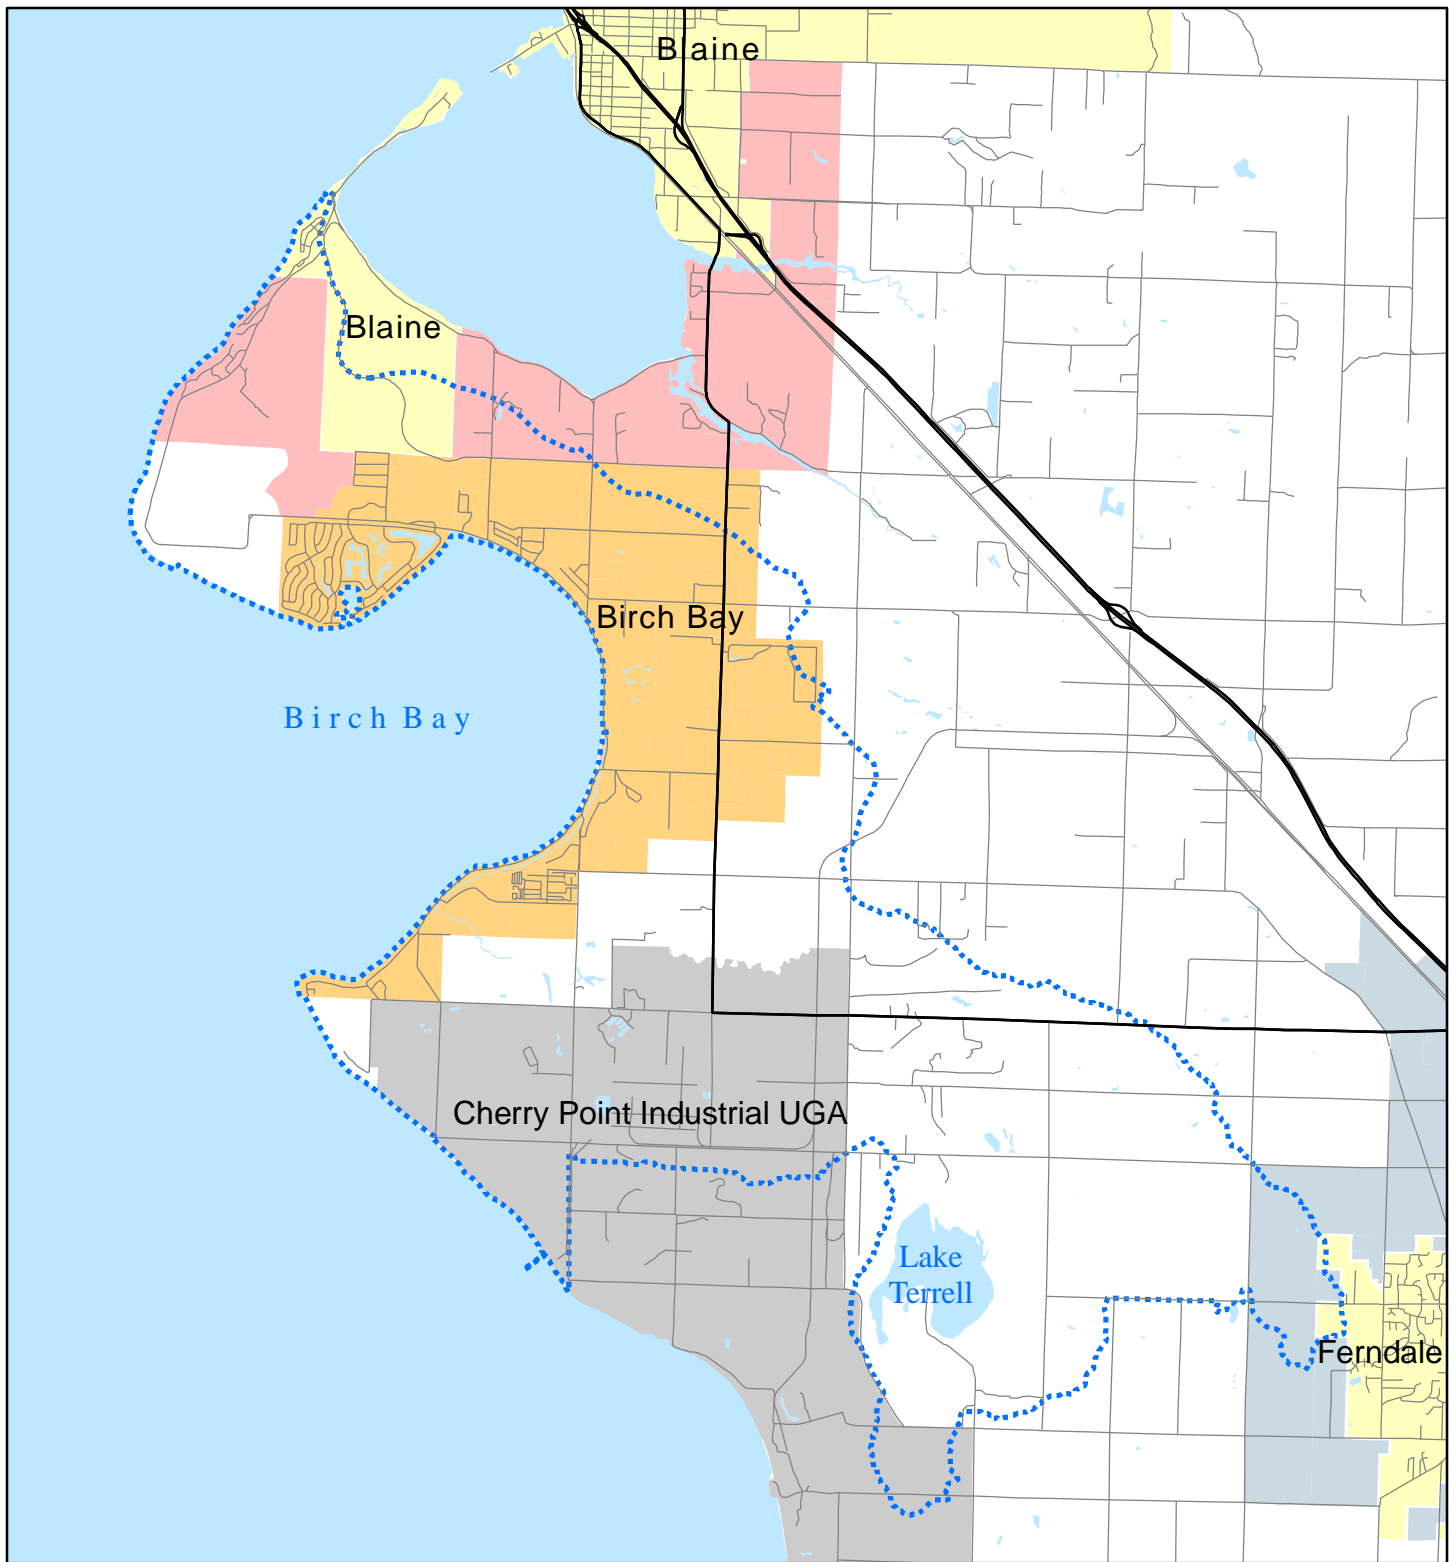 Blaine
Blaine
Birch Bay
Birch Bay
Cherry Point Industrial UGA
Lake
Terrell
Ferndale